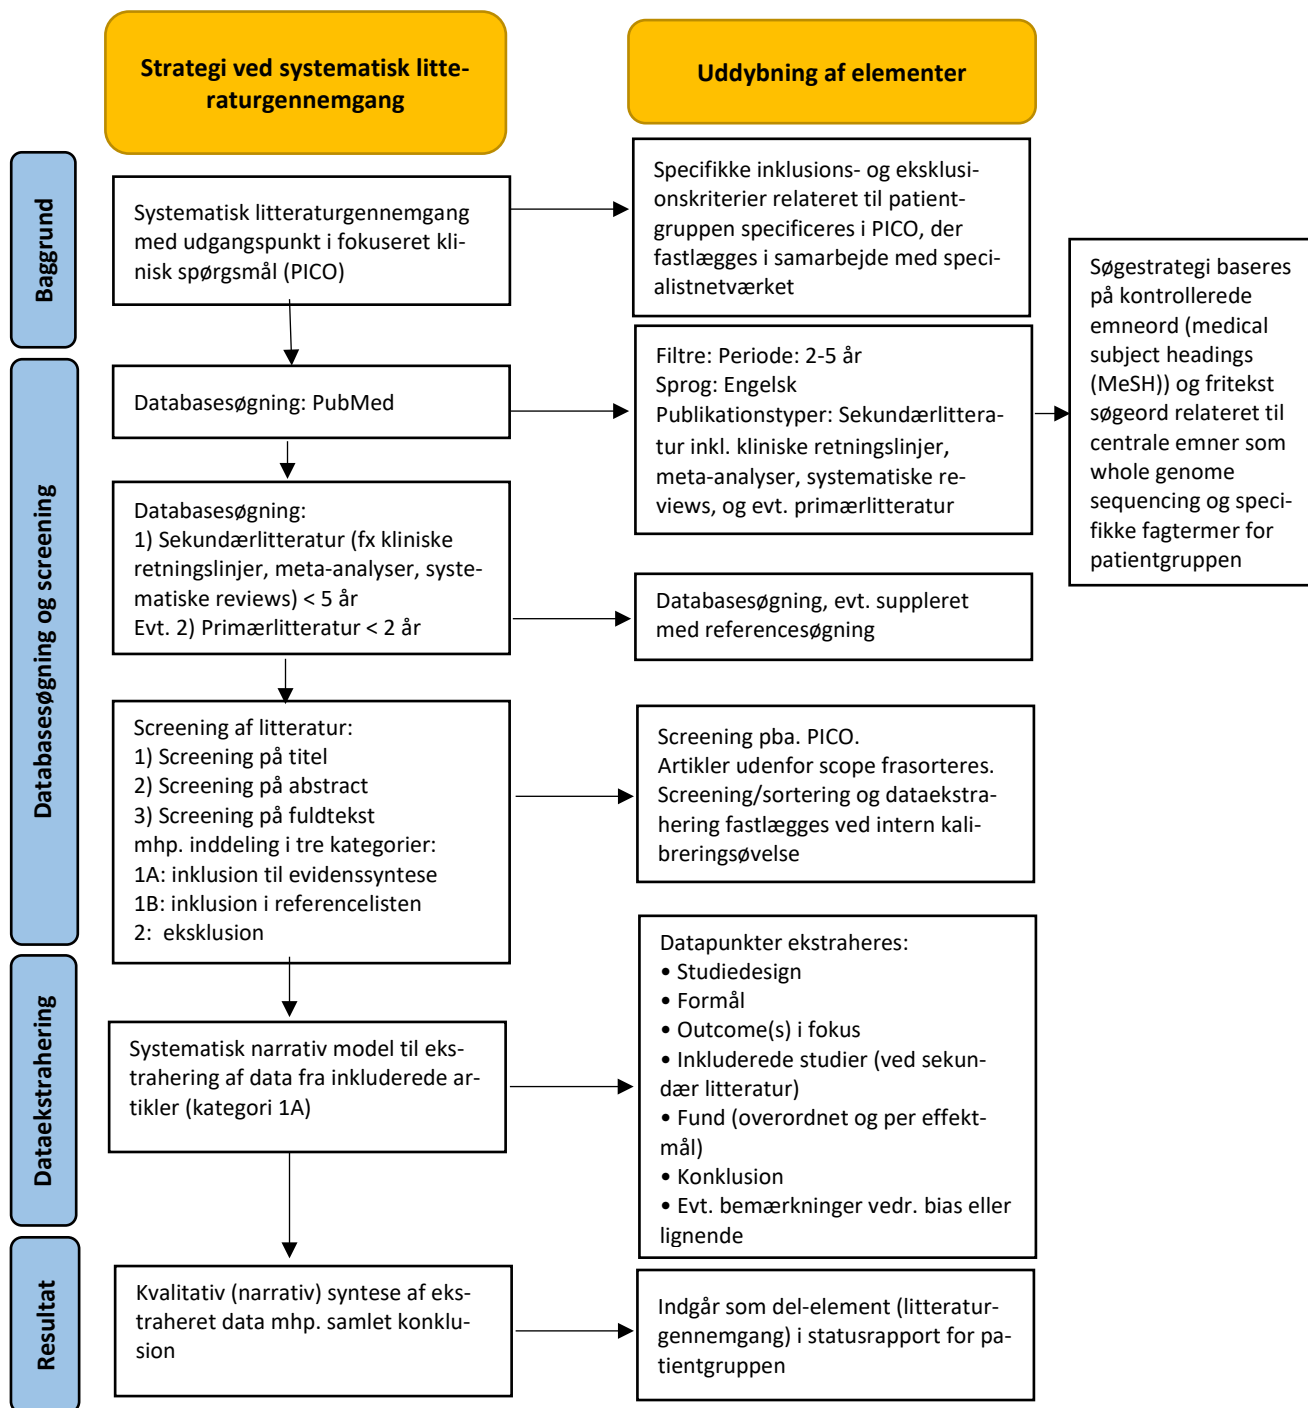 Strategi ved systematisk litte-
raturgennemgang
Uddybning af elementer
Baggrund
Systematisk litteraturgennemgang
med udgangspunkt i fokuseret kli-
nisk spørgsmål (PICO)
Specifikke inklusions- og eksklusi-
onskriterier relateret til patient-
gruppen specificeres i PICO, der
fastlægges i samarbejde med speci-
alistnetværket
Databasesøgning og screening
Databasesøgning: PubMed
Filtre: Periode: 2-5 år
Sprog: Engelsk
Publikationstyper: Sekundærlittera-
tur inkl. kliniske retningslinjer,
meta-analyser, systematiske re-
views, og evt. primærlitteratur
Søgestrategi baseres
på kontrollerede
emneord (medical
subject headings
(MeSH)) og fritekst
søgeord relateret til
centrale emner som
whole genome
sequencing og speci-
fikke fagtermer for
patientgruppen
Databasesøgning:
1) Sekundærlitteratur (fx kliniske
retningslinjer, meta-analyser, syste-
matiske reviews) < 5 år
Evt. 2) Primærlitteratur < 2 år
Databasesøgning, evt. suppleret
med referencesøgning
Screening af litteratur:
1) Screening på titel
2) Screening på abstract
3) Screening på fuldtekst
mhp. inddeling i tre kategorier:
1A: inklusion til evidenssyntese
1B: inklusion i referencelisten
2: eksklusion
Screening pba. PICO.
Artikler udenfor scope frasorteres.
Screening/sortering og dataekstra-
hering fastlægges ved intern kali-
breringsøvelse
Dataekstrahering
Systematisk narrativ model til eks-
trahering af data fra inkluderede ar-
tikler (kategori 1A)
Datapunkter ekstraheres:
• Studiedesign
• Formål
• Outcome(s) i fokus
• Inkluderede studier (ved sekun-
dær litteratur)
• Fund (overordnet og per effekt-
mål)
• Konklusion
• Evt. bemærkninger vedr. bias eller
lignende
Resultat
Kvalitativ (narrativ) syntese af eks-
traheret data mhp. samlet konklu-
sion
Indgår som del-element (litteratur-
gennemgang) i statusrapport for pa-
tientgruppen